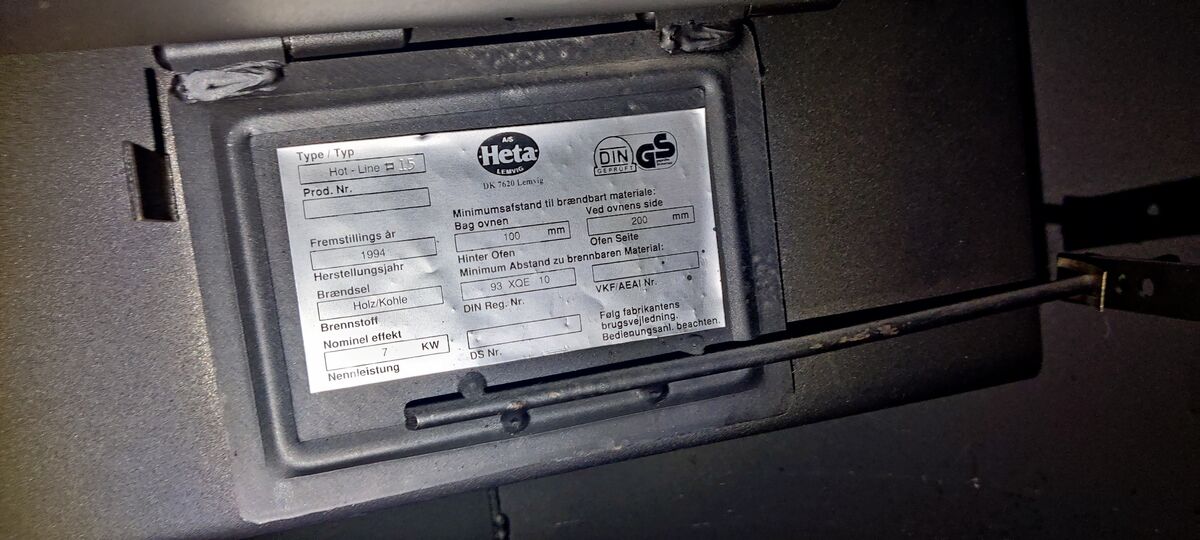 Type / Typ
Hot - Line 15
Prod. Nr.
Fremstillings år
1994
Herstellungsjahr
Brændsel
Holz/Kohle
Brennstoff
Nominel effekt
7 KW
Nennleistung
A/S
Heta
LEMVIG
DK 7620 Lemvig
DIN
GEPRÜFT
GS
Minimumsafstand til brændbart materiale:
Bag ovnen Ved ovnens side
100 mm 200 mm
Hinter Ofen Ofen Seite
Minimum Abstand zu brennbaren Material:
93 XQE 10
DIN Reg. Nr. VKF/AEAI Nr.
DS Nr.
Følg fabrikantens
brugsvejledning.
Bedienungsanl. beachten.